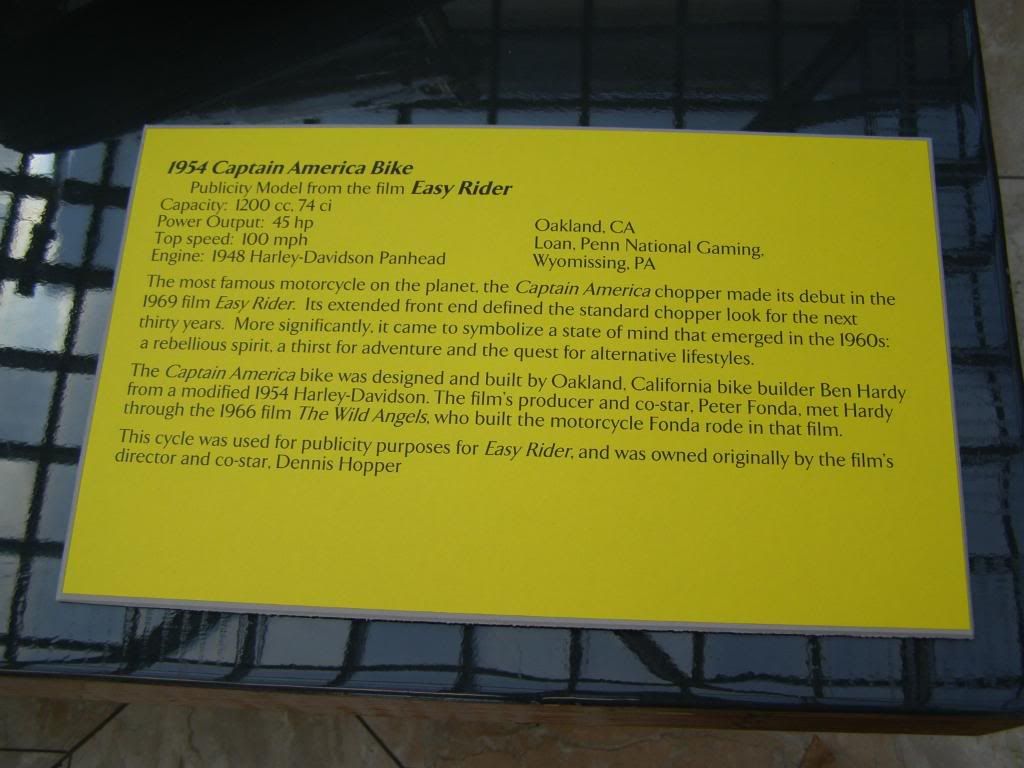 1954 Captain America Bike
Publicity Model from the film Easy Rider
Capacity: 1200 cc, 74 ci
Power Output: 45 hp
Top speed: 100 mph
Engine: 1948 Harley-Davidson Panhead
Oakland, CA
Loan, Penn National Gaming,
Wyomissing, PA
The most famous motorcycle on the planet, the Captain America chopper made its debut in the
1969 film Easy Rider. Its extended front end defined the standard chopper look for the next
thirty years. More significantly, it came to symbolize a state of mind that emerged in the 1960s:
a rebellious spirit, a thirst for adventure and the quest for alternative lifestyles.
The Captain America bike was designed and built by Oakland, California bike builder Ben Hardy
from a modified 1954 Harley-Davidson. The film's producer and co-star, Peter Fonda, met Hardy
through the 1966 film The Wild Angels, who built the motorcycle Fonda rode in that film.
This cycle was used for publicity purposes for Easy Rider, and was owned originally by the film's
director and co-star, Dennis Hopper